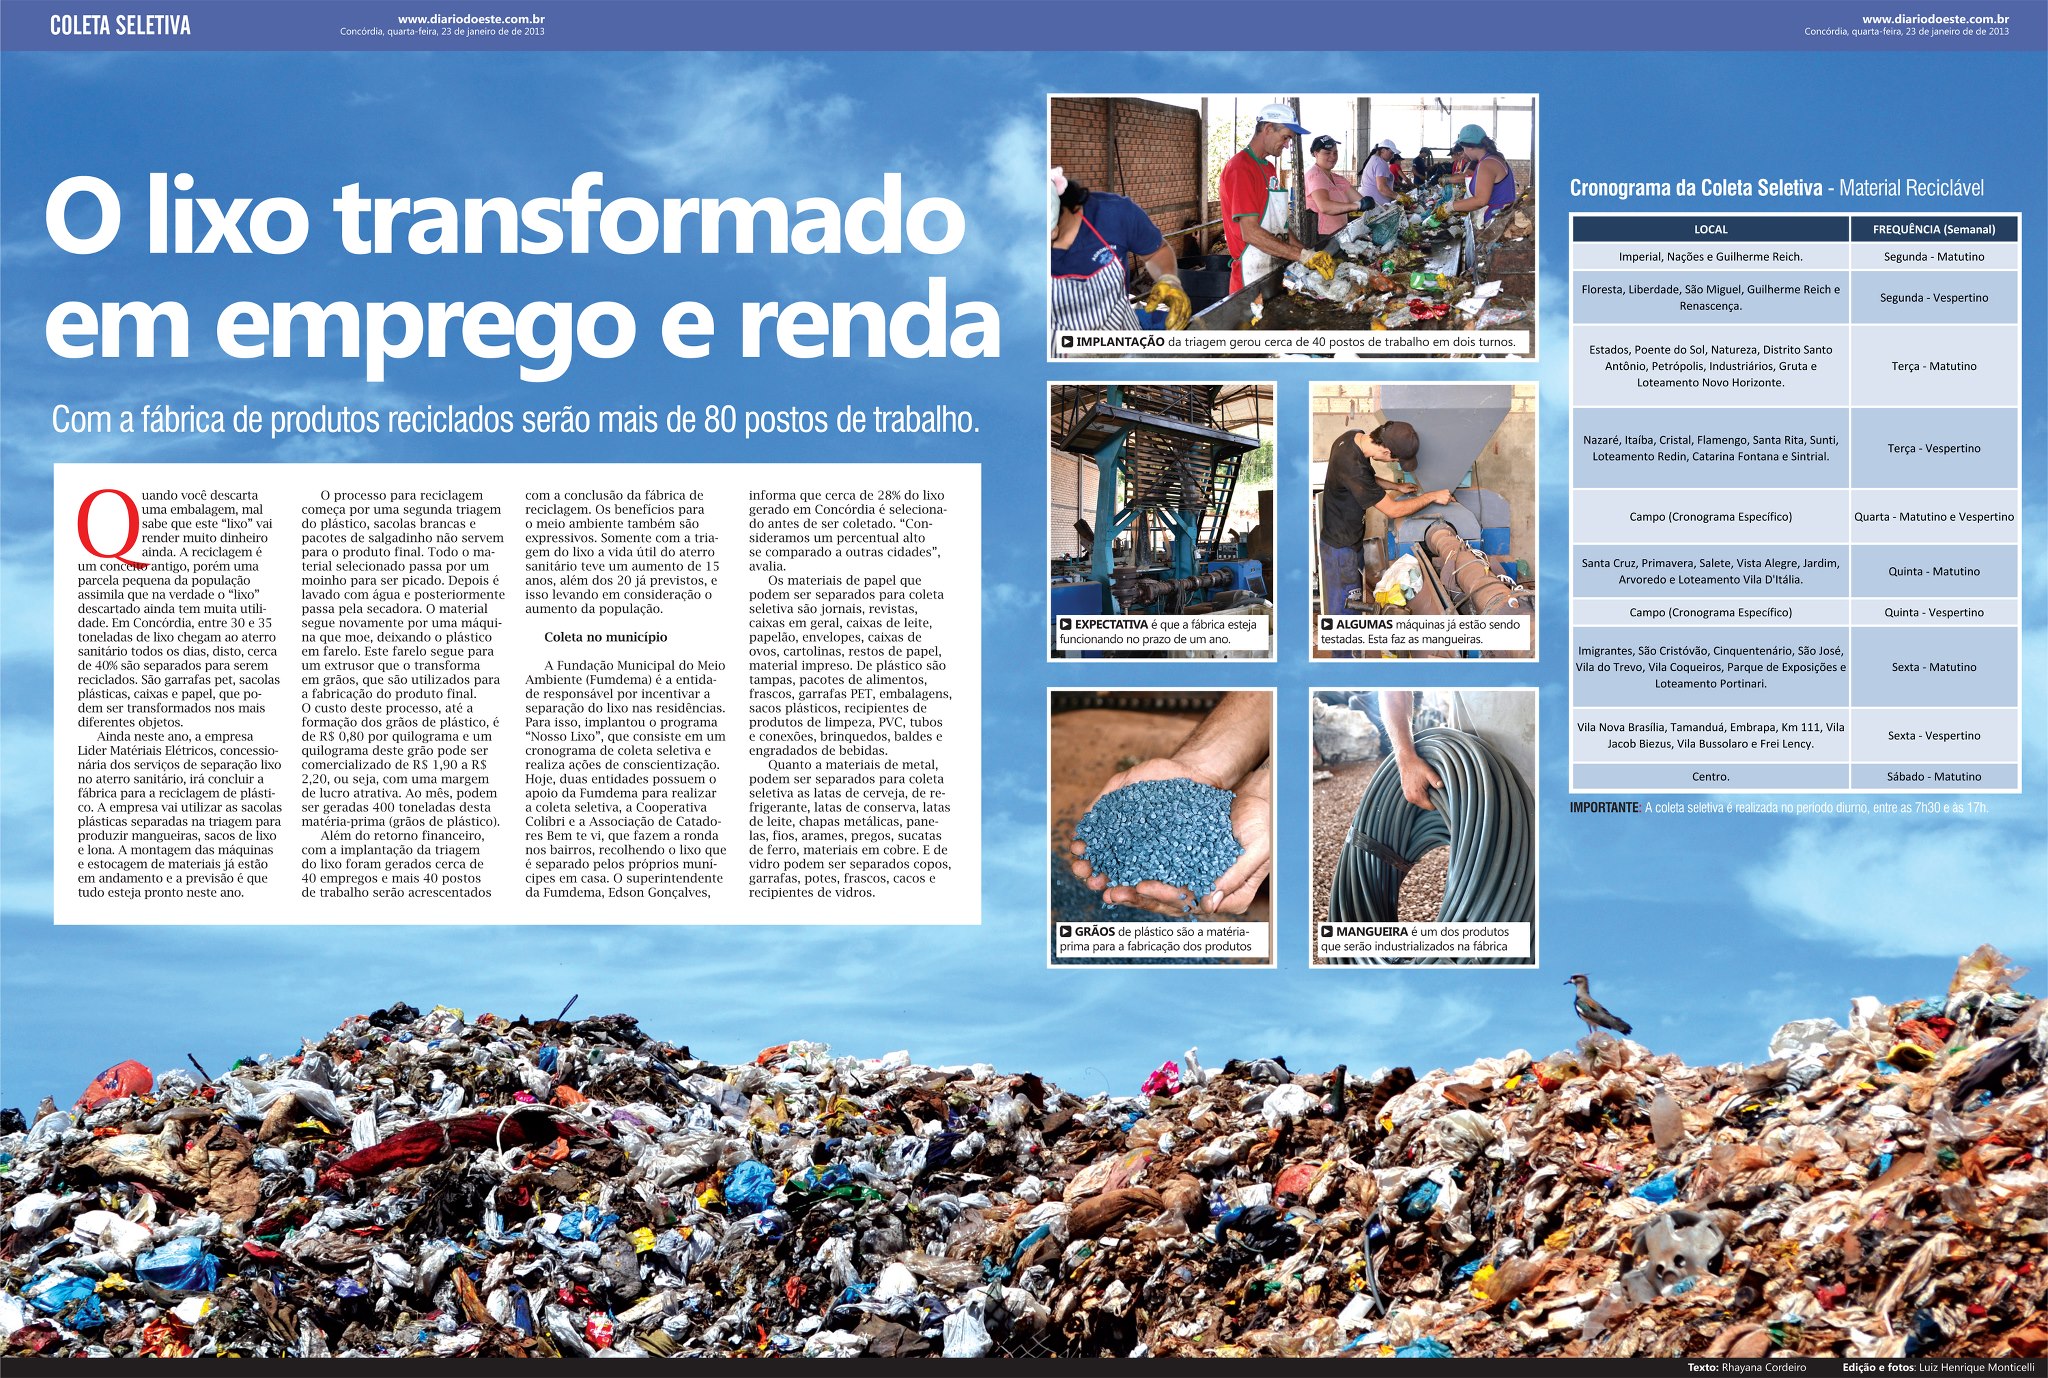 COLETA SELETIVA
www.diariodoeste.com.br
Concórdia, quarta-feira, 23 de janeiro de de 2013
www.diariodoeste.com.br
Concórdia, quarta-feira, 23 de janeiro de de 2013
O lixo transformado
em emprego e renda
Com a fábrica de produtos reciclados serão mais de 80 postos de trabalho.
Quando você descarta
uma embalagem, mal
sabe que este “lixo” vai
render muito dinheiro
ainda. A reciclagem é
um conceito antigo, porém uma
parcela pequena da população
assimila que na verdade o “lixo”
descartado ainda tem muita utili-
dade. Em Concórdia, entre 30 e 35
toneladas de lixo chegam ao aterro
sanitário todos os dias, disto, cerca
de 40% são separados para serem
reciclados. São garrafas pet, sacolas
plásticas, caixas e papel, que po-
dem ser transformados nos mais
diferentes objetos.
Ainda neste ano, a empresa
Lider Matériais Elétricos, concessio-
nária dos serviços de separação lixo
no aterro sanitário, irá concluir a
fábrica para a reciclagem de plásti-
co. A empresa vai utilizar as sacolas
plásticas separadas na triagem para
produzir mangueiras, sacos de lixo
e lona. A montagem das máquinas
e estocagem de materiais já estão
em andamento e a previsão é que
tudo esteja pronto neste ano.
O processo para reciclagem
começa por uma segunda triagem
do plástico, sacolas brancas e
pacotes de salgadinho não servem
para o produto final. Todo o ma-
terial selecionado passa por um
moinho para ser picado. Depois é
lavado com água e posteriormente
passa pela secadora. O material
segue novamente por uma máqui-
na que moe, deixando o plástico
em farelo. Este farelo segue para
um extrusor que o transforma
em grãos, que são utilizados para
a fabricação do produto final.
O custo deste processo, até a
formação dos grãos de plástico, é
de R$ 0,80 por quilograma e um
quilograma deste grão pode ser
comercializado de R$ 1,90 a R$
2,20, ou seja, com uma margem
de lucro atrativa. Ao mês, podem
ser geradas 400 toneladas desta
matéria-prima (grãos de plástico).
Além do retorno financeiro,
com a implantação da triagem
do lixo foram gerados cerca de
40 empregos e mais 40 postos
de trabalho serão acrescentados
com a conclusão da fábrica de
reciclagem. Os benefícios para
o meio ambiente também são
expressivos. Somente com a tria-
gem do lixo a vida útil do aterro
sanitário teve um aumento de 15
anos, além dos 20 já previstos, e
isso levando em consideração o
aumento da população.
Coleta no município
A Fundação Municipal do Meio
Ambiente (Fumdema) é a entida-
de responsável por incentivar a
separação do lixo nas residências.
Para isso, implantou o programa
“Nosso Lixo”, que consiste em um
cronograma de coleta seletiva e
realiza ações de conscientização.
Hoje, duas entidades possuem o
apoio da Fumdema para realizar
a coleta seletiva, a Cooperativa
Colibri e a Associação de Catado-
res Bem te vi, que fazem a ronda
nos bairros, recolhendo o lixo que
é separado pelos próprios muní-
cipes em casa. O superintendente
da Fumdema, Edson Gonçalves,
informa que cerca de 28% do lixo
gerado em Concórdia é seleciona-
do antes de ser coletado. “Con-
sideramos um percentual alto
se comparado a outras cidades”,
avalia.
Os materiais de papel que
podem ser separados para coleta
seletiva são jornais, revistas,
caixas em geral, caixas de leite,
papelão, envelopes, caixas de
ovos, cartolinas, restos de papel,
material impreso. De plástico são
tampas, pacotes de alimentos,
frascos, garrafas PET, embalagens,
sacos plásticos, recipientes de
produtos de limpeza, PVC, tubos
e conexões, brinquedos, baldes e
engradados de bebidas.
Quanto a materiais de metal,
podem ser separados para coleta
seletiva as latas de cerveja, de re-
frigerante, latas de conserva, latas
de leite, chapas metálicas, pane-
las, fios, arames, pregos, sucatas
de ferro, materiais em cobre. E de
vidro podem ser separados copos,
garrafas, potes, frascos, cacos e
recipientes de vidros.
IMPLANTAÇÃO da triagem gerou cerca de 40 postos de trabalho em dois turnos.
EXPECTATIVA é que a fábrica esteja
funcionando no prazo de um ano.
ALGUMAS máquinas já estão sendo
testadas. Esta faz as mangueiras.
GRÃOS de plástico são a matéria-
prima para a fabricação dos produtos
MANGUEIRA é um dos produtos
que serão industrializados na fábrica
Cronograma da Coleta Seletiva - Material Reciclável
LOCAL FREQUÊNCIA (Semanal)
Imperial, Nações e Guilherme Reich. Segunda - Matutino
Floresta, Liberdade, São Miguel, Guilherme Reich e
Renascença.
Segunda - Vespertino
Estados, Poente do Sol, Natureza, Distrito Santo
Antônio, Petrópolis, Industriários, Gruta e
Loteamento Novo Horizonte.
Terça - Matutino
Nazaré, Itaíba, Cristal, Flamengo, Santa Rita, Sunti,
Loteamento Redin, Catarina Fontana e Sintrial.
Terça - Vespertino
Campo (Cronograma Específico) Quarta - Matutino e Vespertino
Santa Cruz, Primavera, Salete, Vista Alegre, Jardim,
Arvoredo e Loteamento Vila D'Itália.
Quinta - Matutino
Campo (Cronograma Específico) Quinta - Vespertino
Imigrantes, São Cristóvão, Cinquentenário, São José,
Vila do Trevo, Vila Coqueiros, Parque de Exposições e
Loteamento Portinari.
Sexta - Matutino
Vila Nova Brasília, Tamanduá, Embrapa, Km 111, Vila
Jacob Biezus, Vila Bussolaro e Frei Lency.
Sexta - Vespertino
Centro. Sábado - Matutino
IMPORTANTE: A coleta seletiva é realizada no periodo diurno, entre as 7h30 e às 17h.
Texto: Rhayana Cordeiro
Edição e fotos: Luiz Henrique Monticelli